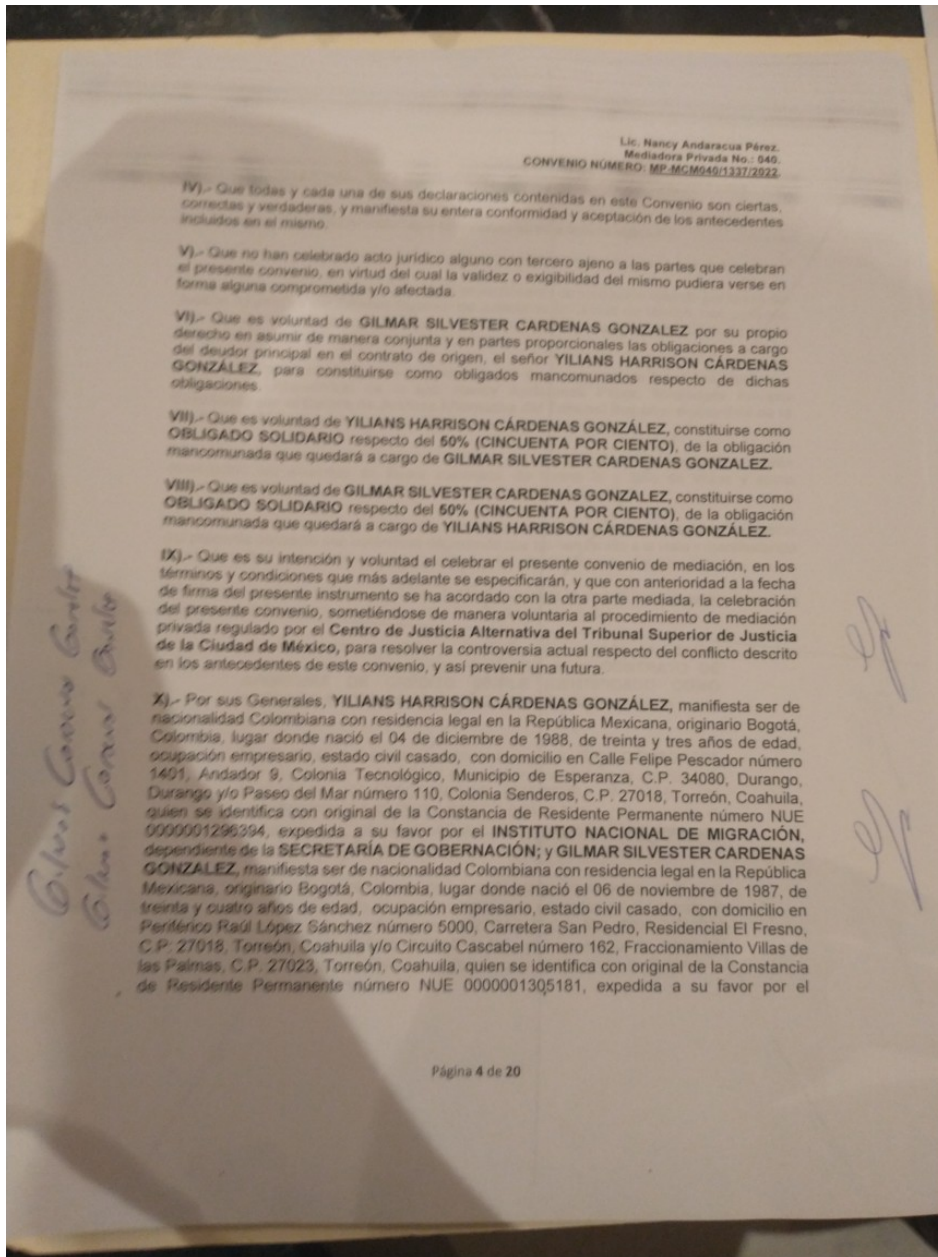 Lic. Nancy Andaracua Pérez.
Mediadora Privada No.: 040.
CONVENIO NÚMERO: MP-MCM040/1337/2022.
IV).- Que todas y cada una de sus declaraciones contenidas en este Convenio son ciertas,
correctas y verdaderas, y manifiesta su entera conformidad y aceptación de los antecedentes
incluidos en el mismo.
V).- Que no han celebrado acto jurídico alguno con tercero ajeno a las partes que celebran
el presente convenio, en virtud del cual la validez o exigibilidad del mismo pudiera verse en
forma alguna comprometida y/o afectada.
VI).- Que es voluntad de GILMAR SILVESTER CARDENAS GONZALEZ por su propio
derecho en asumir de manera conjunta y en partes proporcionales las obligaciones a cargo
del deudor principal en el contrato de origen, el señor YILIANS HARRISON CÁRDENAS
GONZÁLEZ, para constituirse como obligados mancomunados respecto de dichas
obligaciones.
VII).- Que es voluntad de YILIANS HARRISON CÁRDENAS GONZÁLEZ, constituirse como
OBLIGADO SOLIDARIO respecto del 50% (CINCUENTA POR CIENTO), de la obligación
mancomunada que quedará a cargo de GILMAR SILVESTER CARDENAS GONZALEZ.
VIII).- Que es voluntad de GILMAR SILVESTER CARDENAS GONZALEZ, constituirse como
OBLIGADO SOLIDARIO respecto del 50% (CINCUENTA POR CIENTO), de la obligación
mancomunada que quedará a cargo de YILIANS HARRISON CÁRDENAS GONZÁLEZ.
IX).- Que es su intención y voluntad el celebrar el presente convenio de mediación, en los
términos y condiciones que más adelante se especificarán, y que con anterioridad a la fecha
de firma del presente instrumento se ha acordado con la otra parte mediada, la celebración
del presente convenio, sometiéndose de manera voluntaria al procedimiento de mediación
privada regulado por el Centro de Justicia Alternativa del Tribunal Superior de Justicia
de la Ciudad de México, para resolver la controversia actual respecto del conflicto descrito
en los antecedentes de este convenio, y así prevenir una futura.
X).- Por sus Generales, YILIANS HARRISON CÁRDENAS GONZÁLEZ, manifiesta ser de
nacionalidad Colombiana con residencia legal en la República Mexicana, originario Bogotá,
Colombia, lugar donde nació el 04 de diciembre de 1988, de treinta y tres años de edad,
ocupación empresario, estado civil casado, con domicilio en Calle Felipe Pescador número
1401, Andador 9, Colonia Tecnológico, Municipio de Esperanza, C.P. 34080, Durango,
Durango y/o Paseo del Mar número 110, Colonia Senderos, C.P. 27018, Torreón, Coahuila,
quien se identifica con original de la Constancia de Residente Permanente número NUE
0000001296394, expedida a su favor por el INSTITUTO NACIONAL DE MIGRACIÓN,
dependiente de la SECRETARÍA DE GOBERNACIÓN; y GILMAR SILVESTER CARDENAS
GONZALEZ, manifiesta ser de nacionalidad Colombiana con residencia legal en la República
Mexicana, originario Bogotá, Colombia, lugar donde nació el 06 de noviembre de 1987, de
treinta y cuatro años de edad, ocupación empresario, estado civil casado, con domicilio en
Periférico Raúl López Sánchez número 5000, Carretera San Pedro, Residencial El Fresno,
C.P. 27018, Torreón, Coahuila y/o Circuito Cascabel número 162, Fraccionamiento Villas de
las Palmas, C.P. 27023, Torreón, Coahuila, quien se identifica con original de la Constancia
de Residente Permanente número NUE 0000001305181, expedida a su favor por el
Página 4 de 20